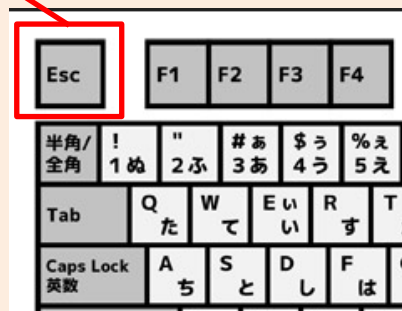 Esc F1 F2 F3 F4
半角/ ! " #ぁ $ぅ %ぇ
全角 1ぬ 2ふ 3あ 4う 5え
Tab Q W Eぃ R T
た て い す
Caps Lock A S D F
英数 ち と し は